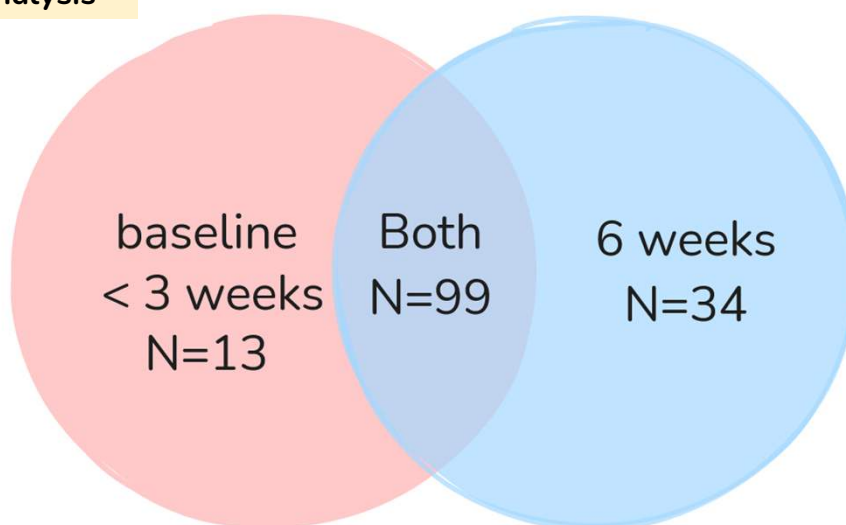 baseline
< 3 weeks
N=13
Both
N=99
6 weeks
N=34